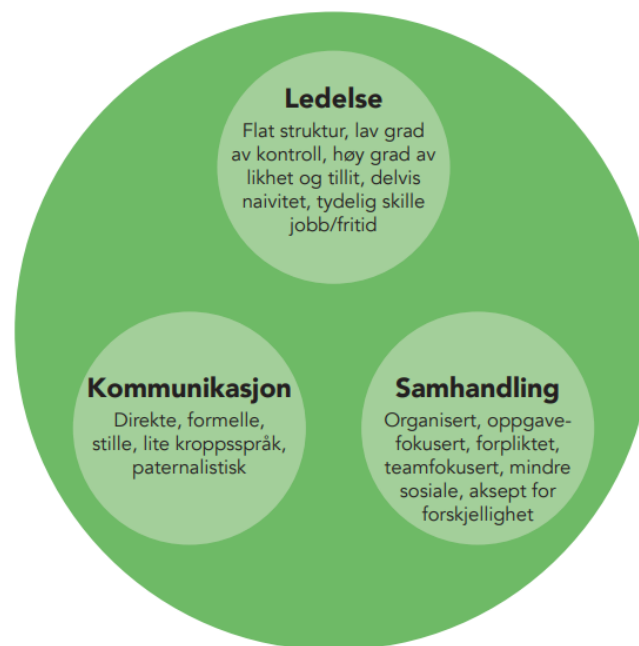 Ledelse
Flat struktur, lav grad
av kontroll, høy grad av
likhet og tillit, delvis
naivitet, tydelig skille
jobb/fritid
Kommunikasjon
Direkte, formelle,
stille, lite kroppsspråk,
paternalistisk
Samhandling
Organisert, oppgave-
fokusert, forpliktet,
teamfokusert, mindre
sosiale, aksept for
forskjellighet